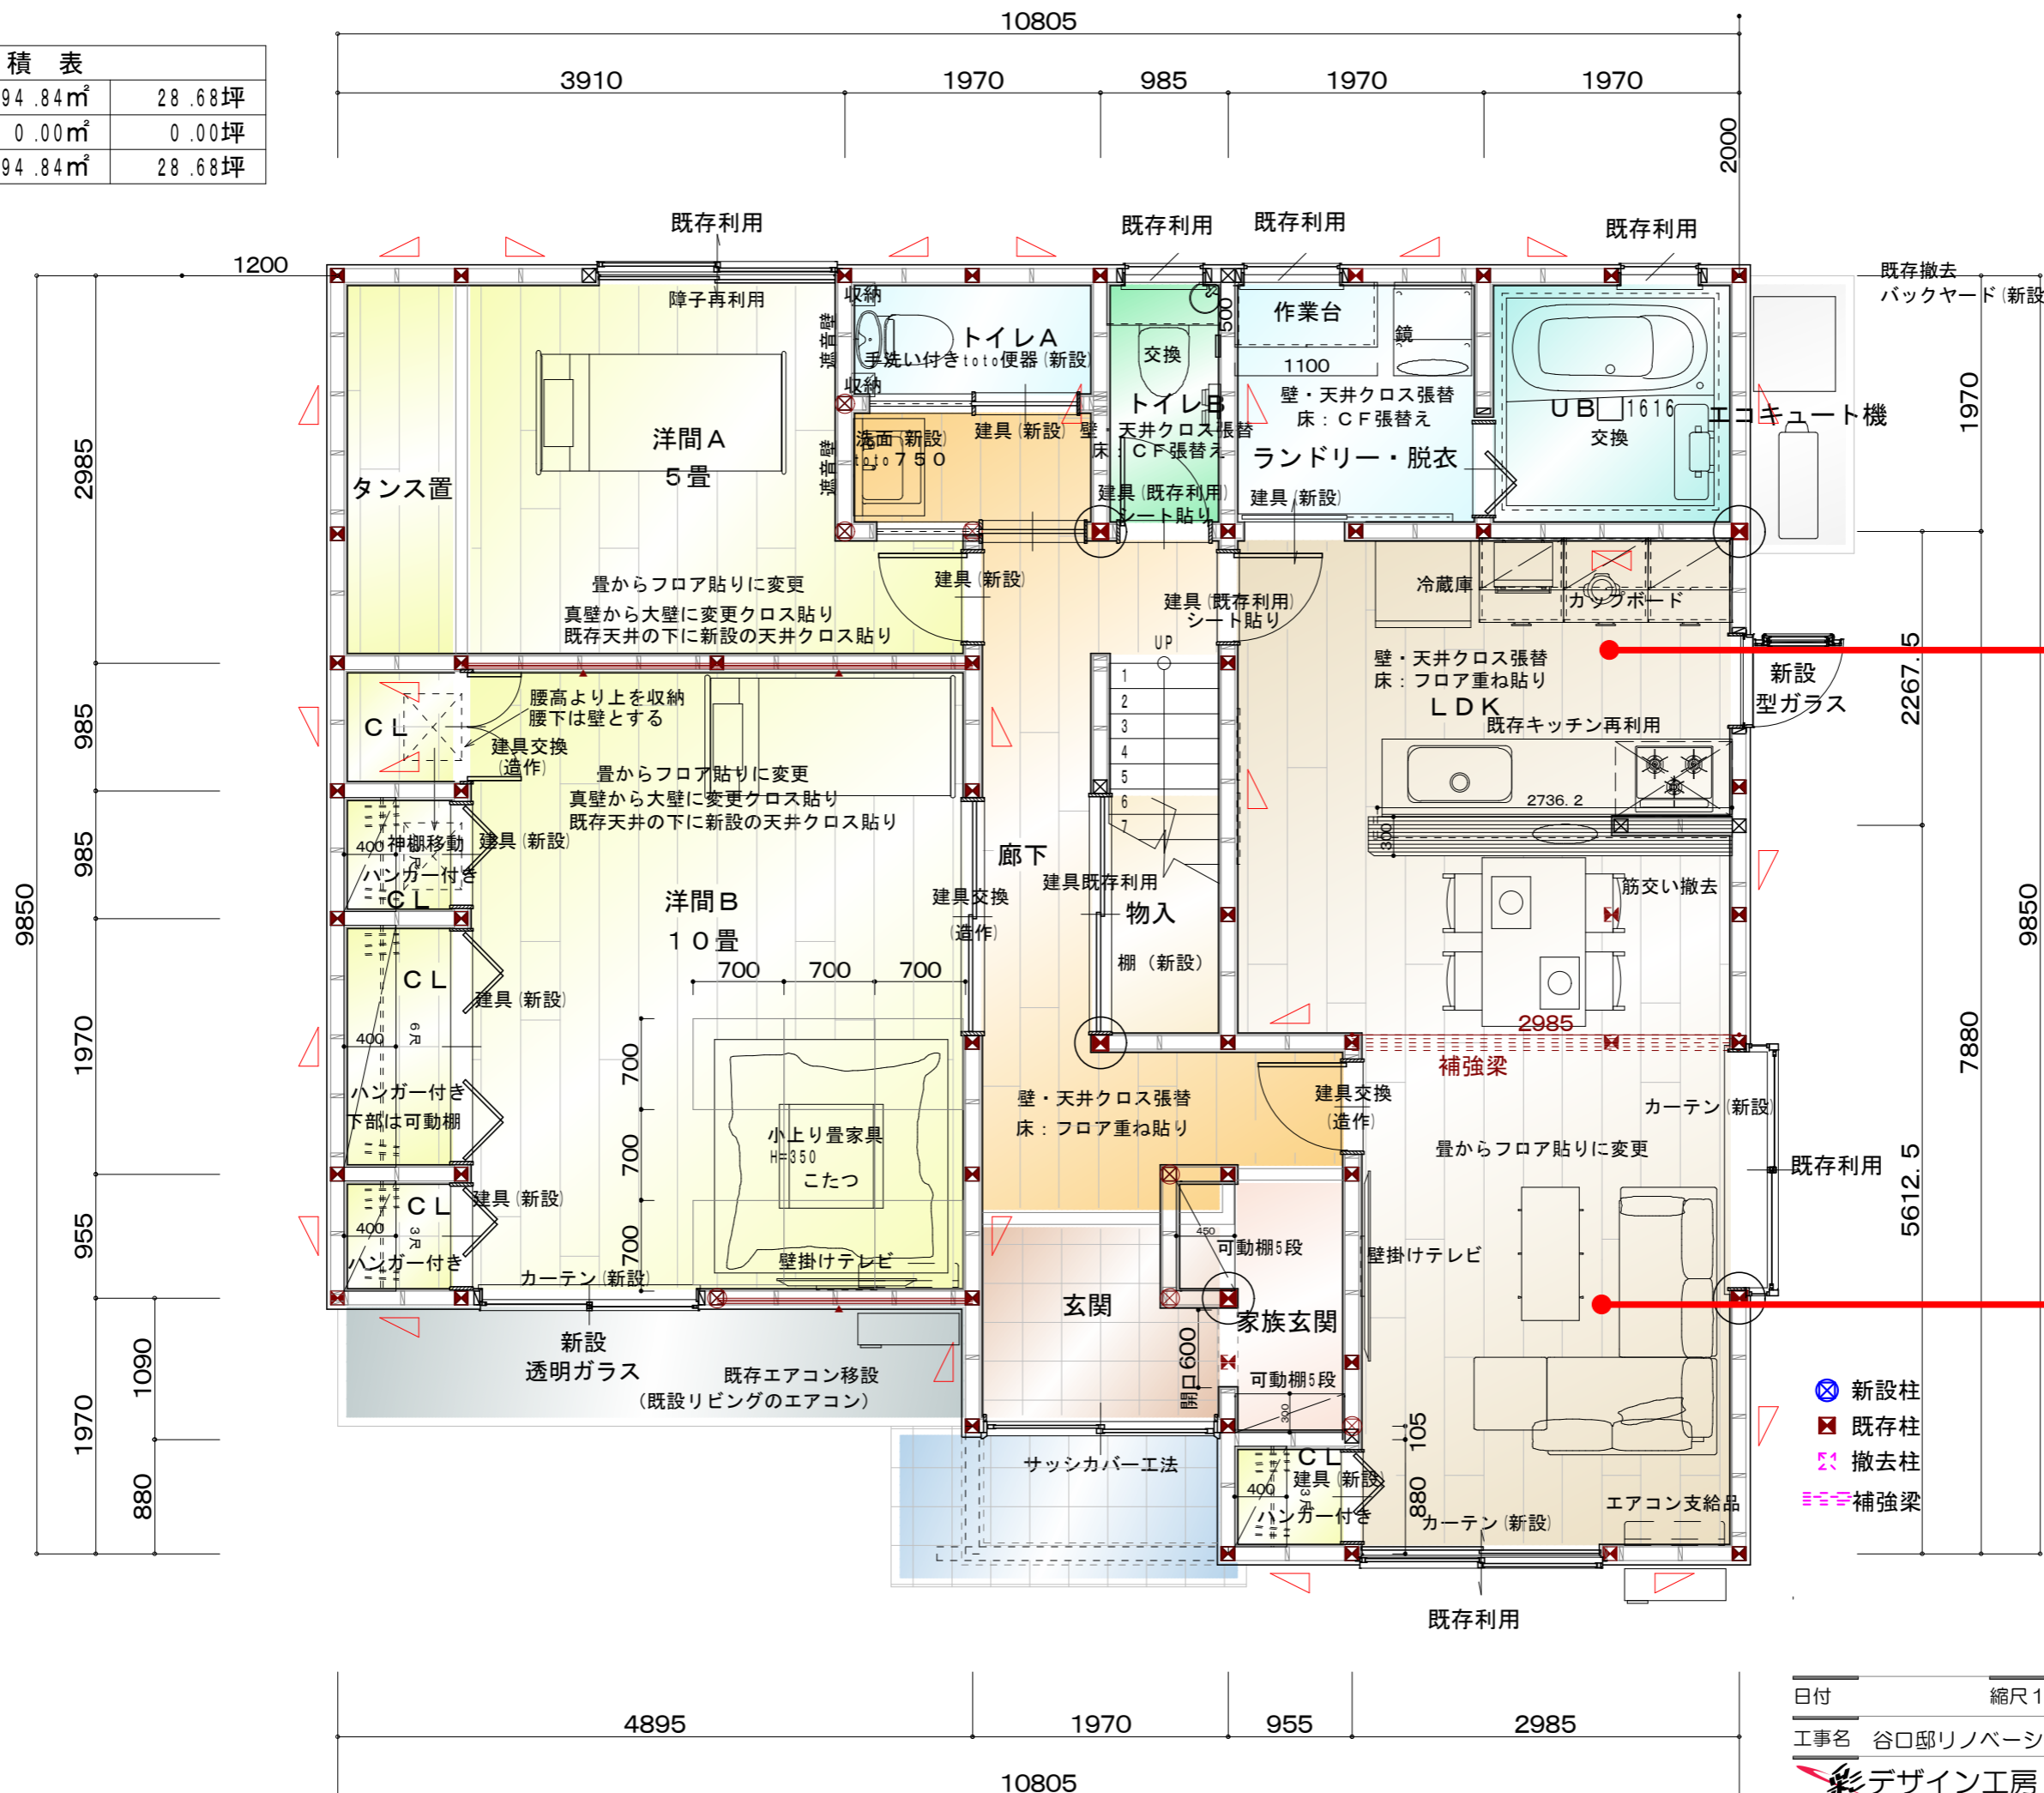 積 表
94.84㎡ 28.68坪
0.00㎡ 0.00坪
94.84㎡ 28.68坪
10805
3910 1970 985 1970 1970
2000
1200
既存利用
既存利用
既存利用
既存利用
既存撤去
バックヤード(新設
障子再利用
収納
遮音壁
トイレA
手洗い付きtoto便器(新設)
収納
交換
トイレB
壁・天井クロス張替
床：CF張替え
500
作業台
1100
鏡
壁・天井クロス張替
床：CF張替え
ランドリー・脱衣
UB 1616
交換
エコキュート機
洋間A
5畳
タンス置
遮音壁
洗面(新設)
toto750
建具(新設)
建具(既存利用)
シート貼り
建具(新設)
畳からフロア貼りに変更
真壁から大壁に変更クロス貼り
既存天井の下に新設の天井クロス貼り
建具(新設)
建具(既存利用)
シート貼り
冷蔵庫
カップボード
UP
1
2
3
4
5
6
7
壁・天井クロス張替
床：フロア重ね貼り
LDK
既存キッチン再利用
新設
型ガラス
2736.2
300
CL
腰高より上を収納
腰下は壁とする
建具交換
(造作)
畳からフロア貼りに変更
真壁から大壁に変更クロス貼り
既存天井の下に新設の天井クロス貼り
神棚移動
400
ハンガー付き
CL
建具(新設)
洋間B
10畳
廊下
建具交換
(造作)
建具既存利用
物入
棚（新設）
筋交い撤去
CL
建具(新設)
6尺
400
ハンガー付き
下部は可動棚
700 700 700
700
700
700
小上り畳家具
H=350
こたつ
2985
補強梁
壁・天井クロス張替
床：フロア重ね貼り
建具交換
(造作)
カーテン(新設)
畳からフロア貼りに変更
既存利用
CL
建具(新設)
3尺
400
ハンガー付き
カーテン(新設)
壁掛けテレビ
450
可動棚5段
壁掛けテレビ
玄関
家族玄関
開口600
可動棚5段
300
新設
透明ガラス
既存エアコン移設
(既設リビングのエアコン)
サッシカバー工法
CL
建具(新設)
3尺
400
ハンガー付き
105
880
カーテン(新設)
エアコン支給品
既存利用
新設柱
既存柱
撤去柱
補強梁
9850
2985
985
985
1970
955
1970
1090
880
1970
2267.5
7880
5612.5
9850
4895 1970 955 2985
10805
日付 縮尺1
工事名 谷口邸リノベーシ
彩デザイン工房